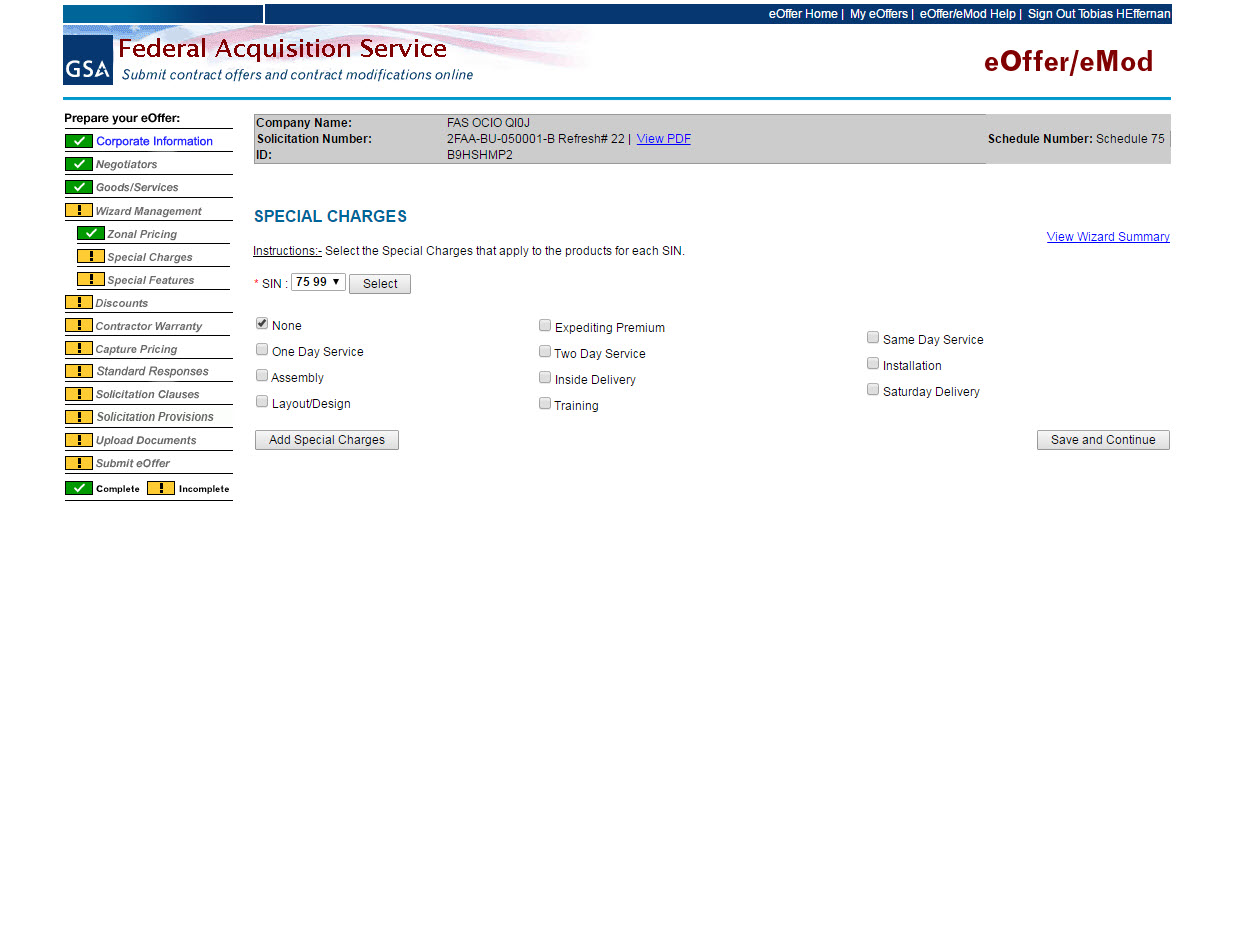 eOffer Home | My eOffers | eOffer/eMod Help | Sign Out Tobias HEffernan
GSA
Federal Acquisition Service
Submit contract offers and contract modifications online
eOffer/eMod
Prepare your eOffer:
Corporate Information
Negotiators
Goods/Services
Wizard Management
Zonal Pricing
Special Charges
Special Features
Discounts
Contractor Warranty
Capture Pricing
Standard Responses
Solicitation Clauses
Solicitation Provisions
Upload Documents
Submit eOffer
Complete Incomplete
Company Name: FAS OCIO QI0J
Solicitation Number: 2FAA-BU-050001-B Refresh# 22 | View PDF Schedule Number: Schedule 75
ID: B9HSHMP2
SPECIAL CHARGES
View Wizard Summary
Instructions:- Select the Special Charges that apply to the products for each SIN.
* SIN : 75 99 Select
None Expediting Premium Same Day Service
One Day Service Two Day Service Installation
Assembly Inside Delivery Saturday Delivery
Layout/Design Training
Add Special Charges Save and Continue